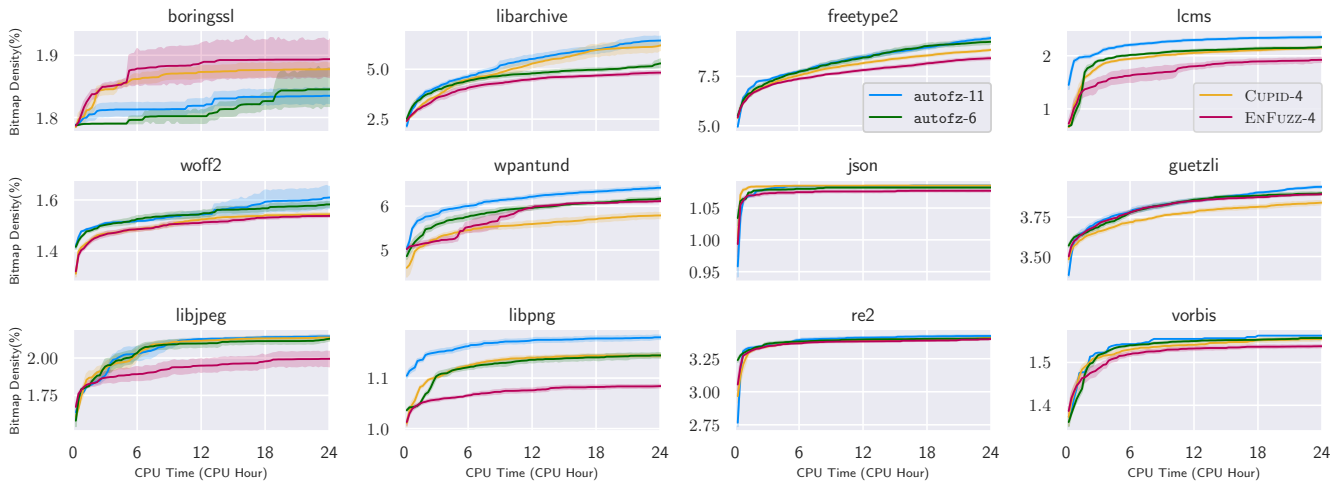 boringssl
libarchive
freetype2
lcms
Bitmap Density(%)
1.9
1.8
5.0
2.5
7.5
5.0
2
1
autofz-11
autofz-6
CUPID-4
ENFUZZ-4
woff2
wpantund
json
guetzli
Bitmap Density(%)
1.6
1.4
6
5
1.05
1.00
0.95
3.75
3.50
libjpeg
libpng
re2
vorbis
Bitmap Density(%)
2.00
1.75
1.1
1.0
3.25
3.00
2.75
1.5
1.4
0 6 12 18 24
0 6 12 18 24
0 6 12 18 24
0 6 12 18 24
CPU Time (CPU Hour)
CPU Time (CPU Hour)
CPU Time (CPU Hour)
CPU Time (CPU Hour)